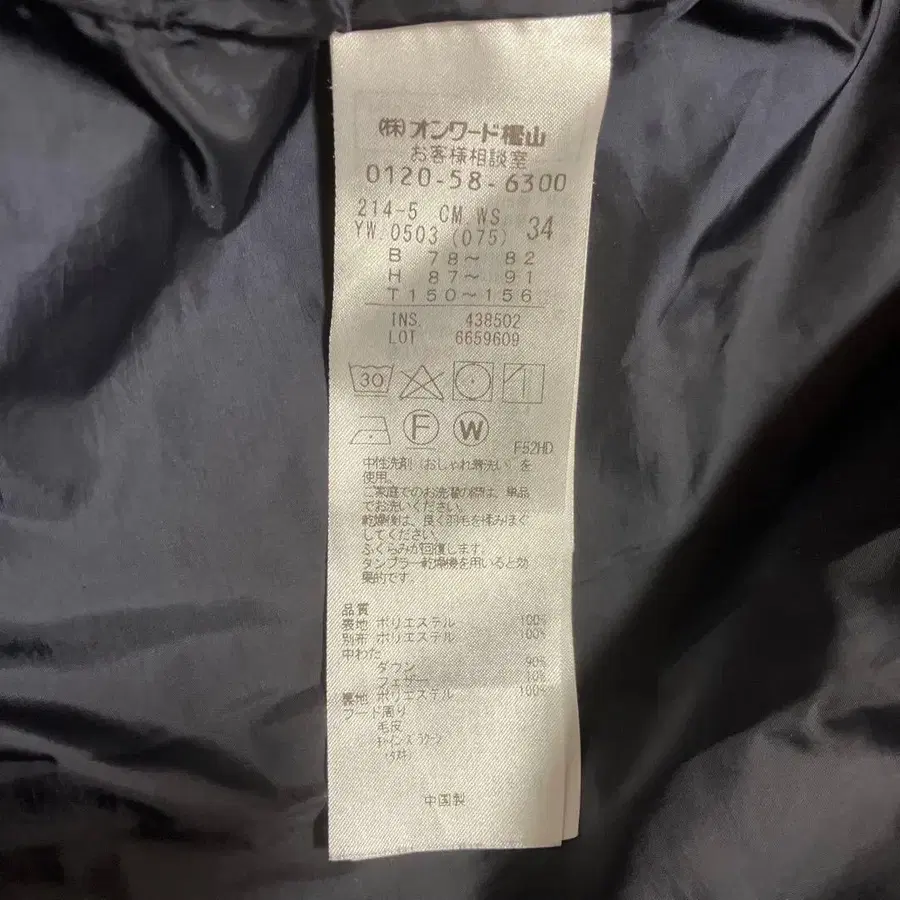 (株)オンワード樫山
お客様相談室
0120-58-6300
214-5 CM.WS. 34
YW.0503 (075)
B 78〜 82
H 87〜 91
T150〜156
INS. 438502
LOT 6659609
30
F W
F52HD
中性洗剤(おしゃれ着洗い)を
使用。
ご家庭でのお洗濯の際は、単品
でお洗いください。
乾燥後は、良く羽毛を揉みほぐ
してください。
ふくらみが回復します。
タンブラー乾燥機を用いると効
果的です。
品質
表地 ポリエステル 100%
別布 ポリエステル 100%
中わた
ダウン 90%
フェザー 10%
裏地 ポリエステル 100%
フード周り
毛皮
(タヌキ)
中国製